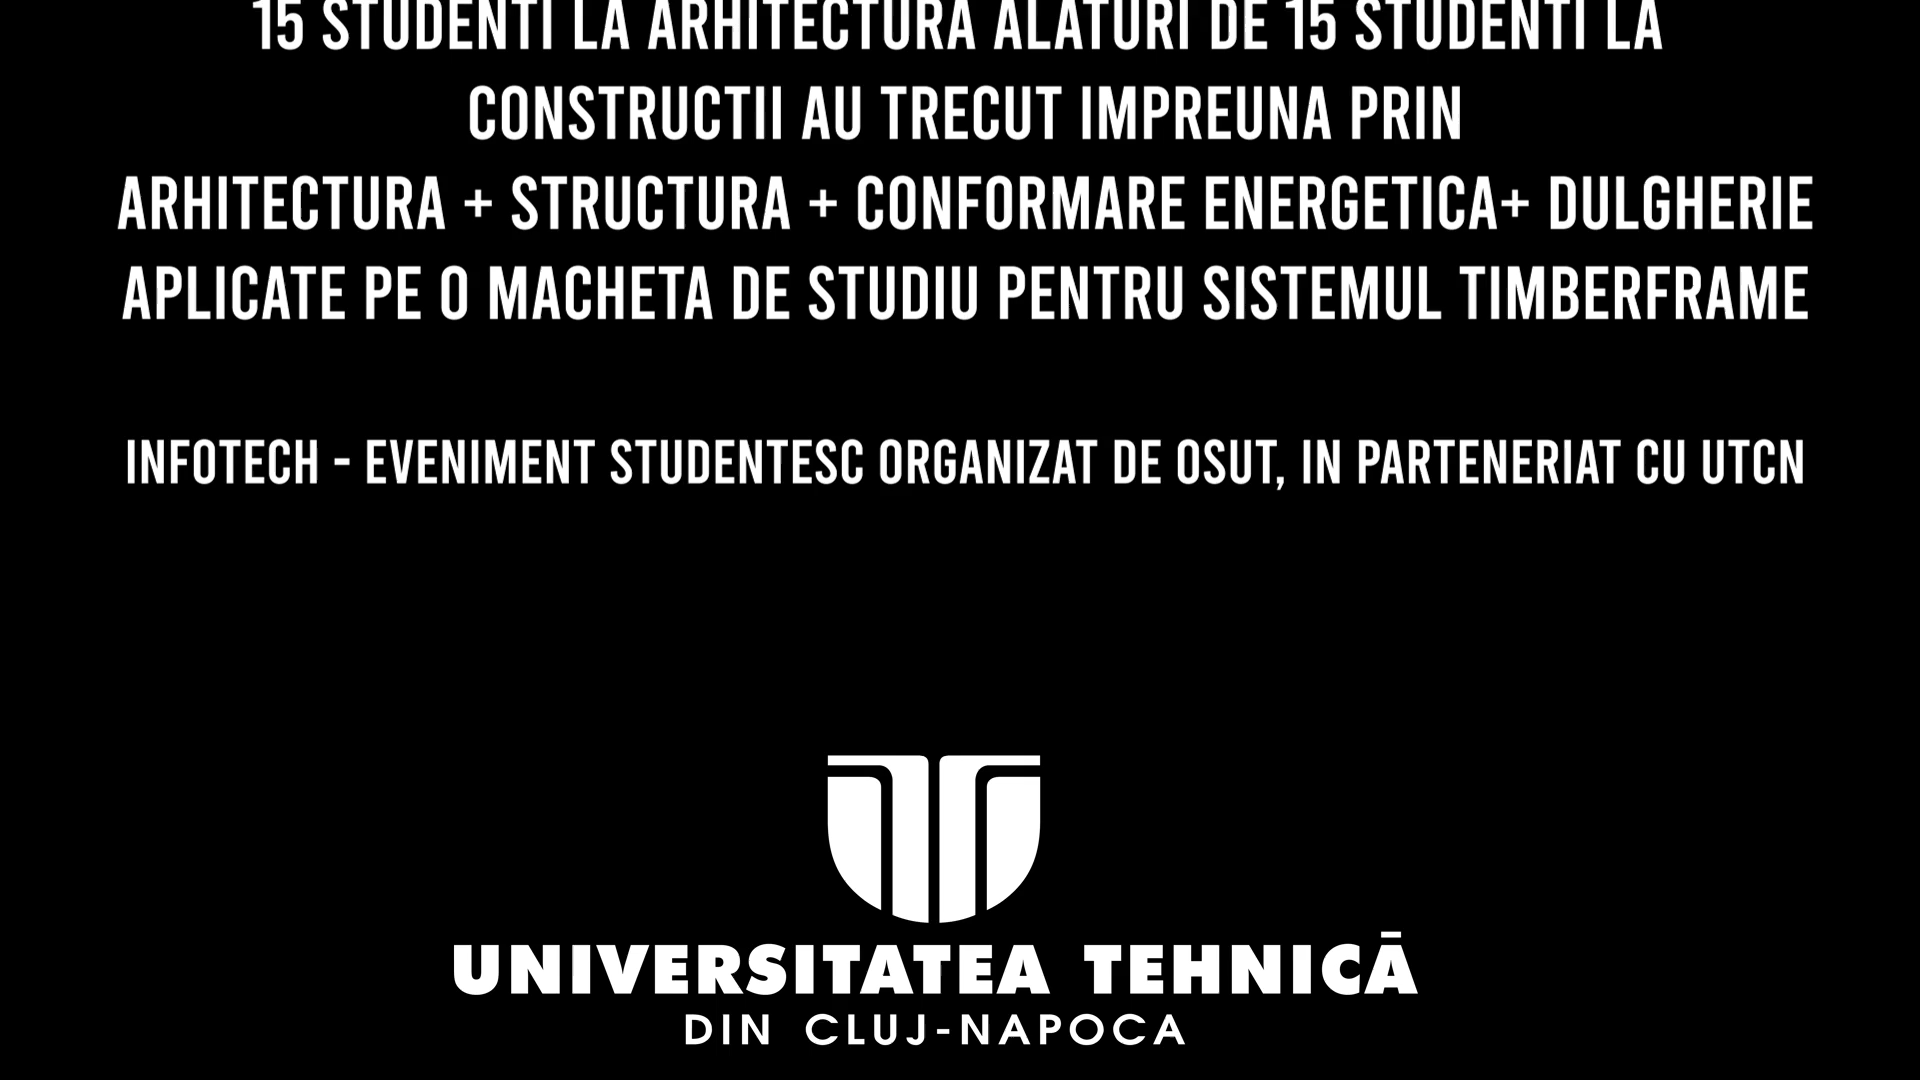 15 STUDENTI LA ARHITECTURA ALATURI DE 15 STUDENTI LA
CONSTRUCTII AU TRECUT IMPREUNA PRIN
ARHITECTURA + STRUCTURA + CONFORMARE ENERGETICA+ DULGHERIE
APLICATE PE O MACHETA DE STUDIU PENTRU SISTEMUL TIMBERFRAME
INFOTECH - EVENIMENT STUDENTESC ORGANIZAT DE OSUT, IN PARTENERIAT CU UTCN
UNIVERSITATEA TEHNICĀ
DIN CLUJ-NAPOCA